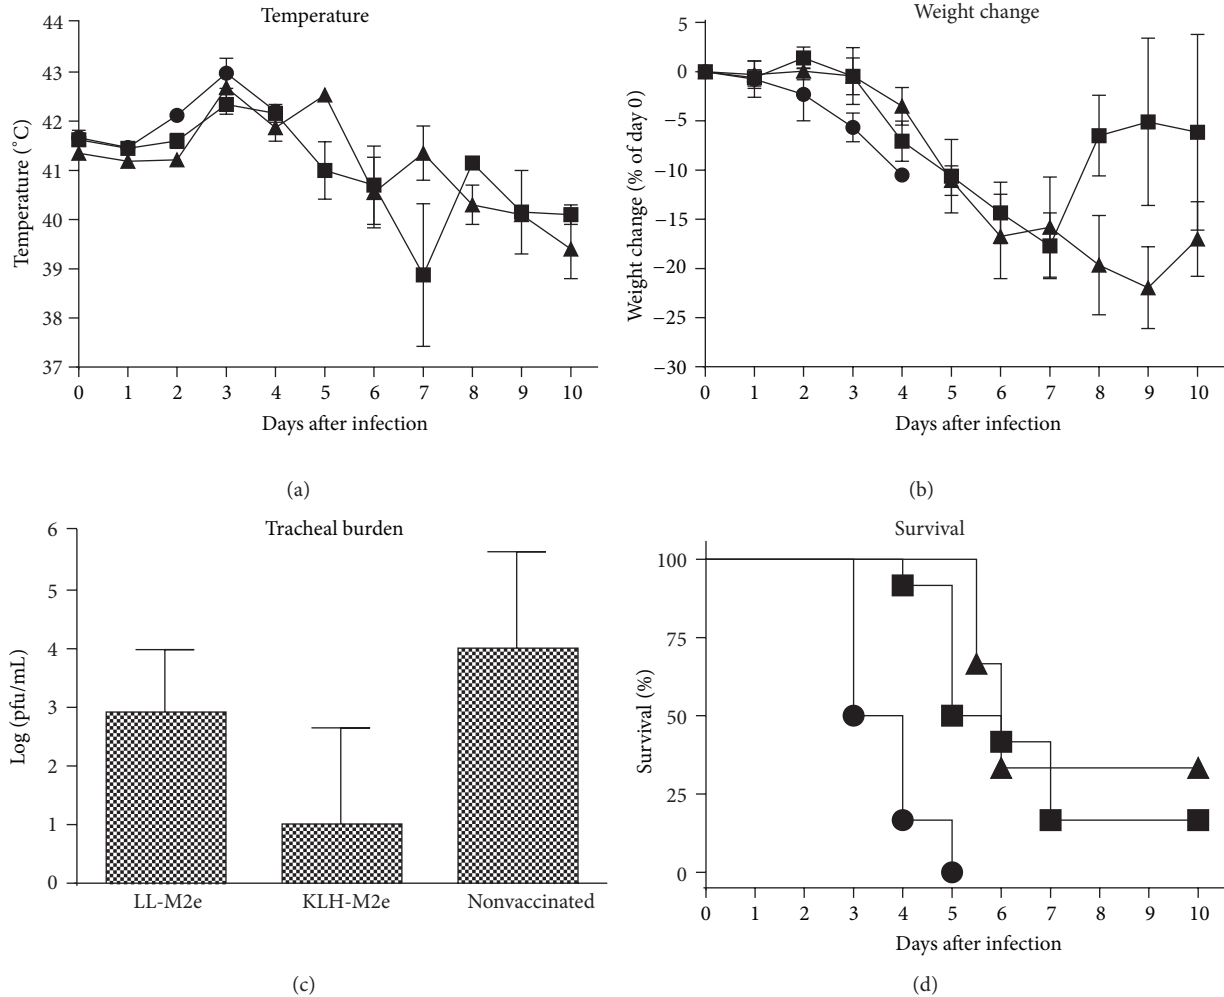 Temperature
44
43
42
41
40
39
38
37
Temperature (°C)
0 1 2 3 4 5 6 7 8 9 10
Days after infection
(a)
Weight change
5
0
−5
−10
−15
−20
−25
−30
Weight change (% of day 0)
0 1 2 3 4 5 6 7 8 9 10
Days after infection
(b)
Tracheal burden
6
5
4
3
2
1
0
Log (pfu/mL)
LL-M2e KLH-M2e Nonvaccinated
(c)
Survival
100
75
50
25
0
Survival (%)
0 1 2 3 4 5 6 7 8 9 10
Days after infection
(d)